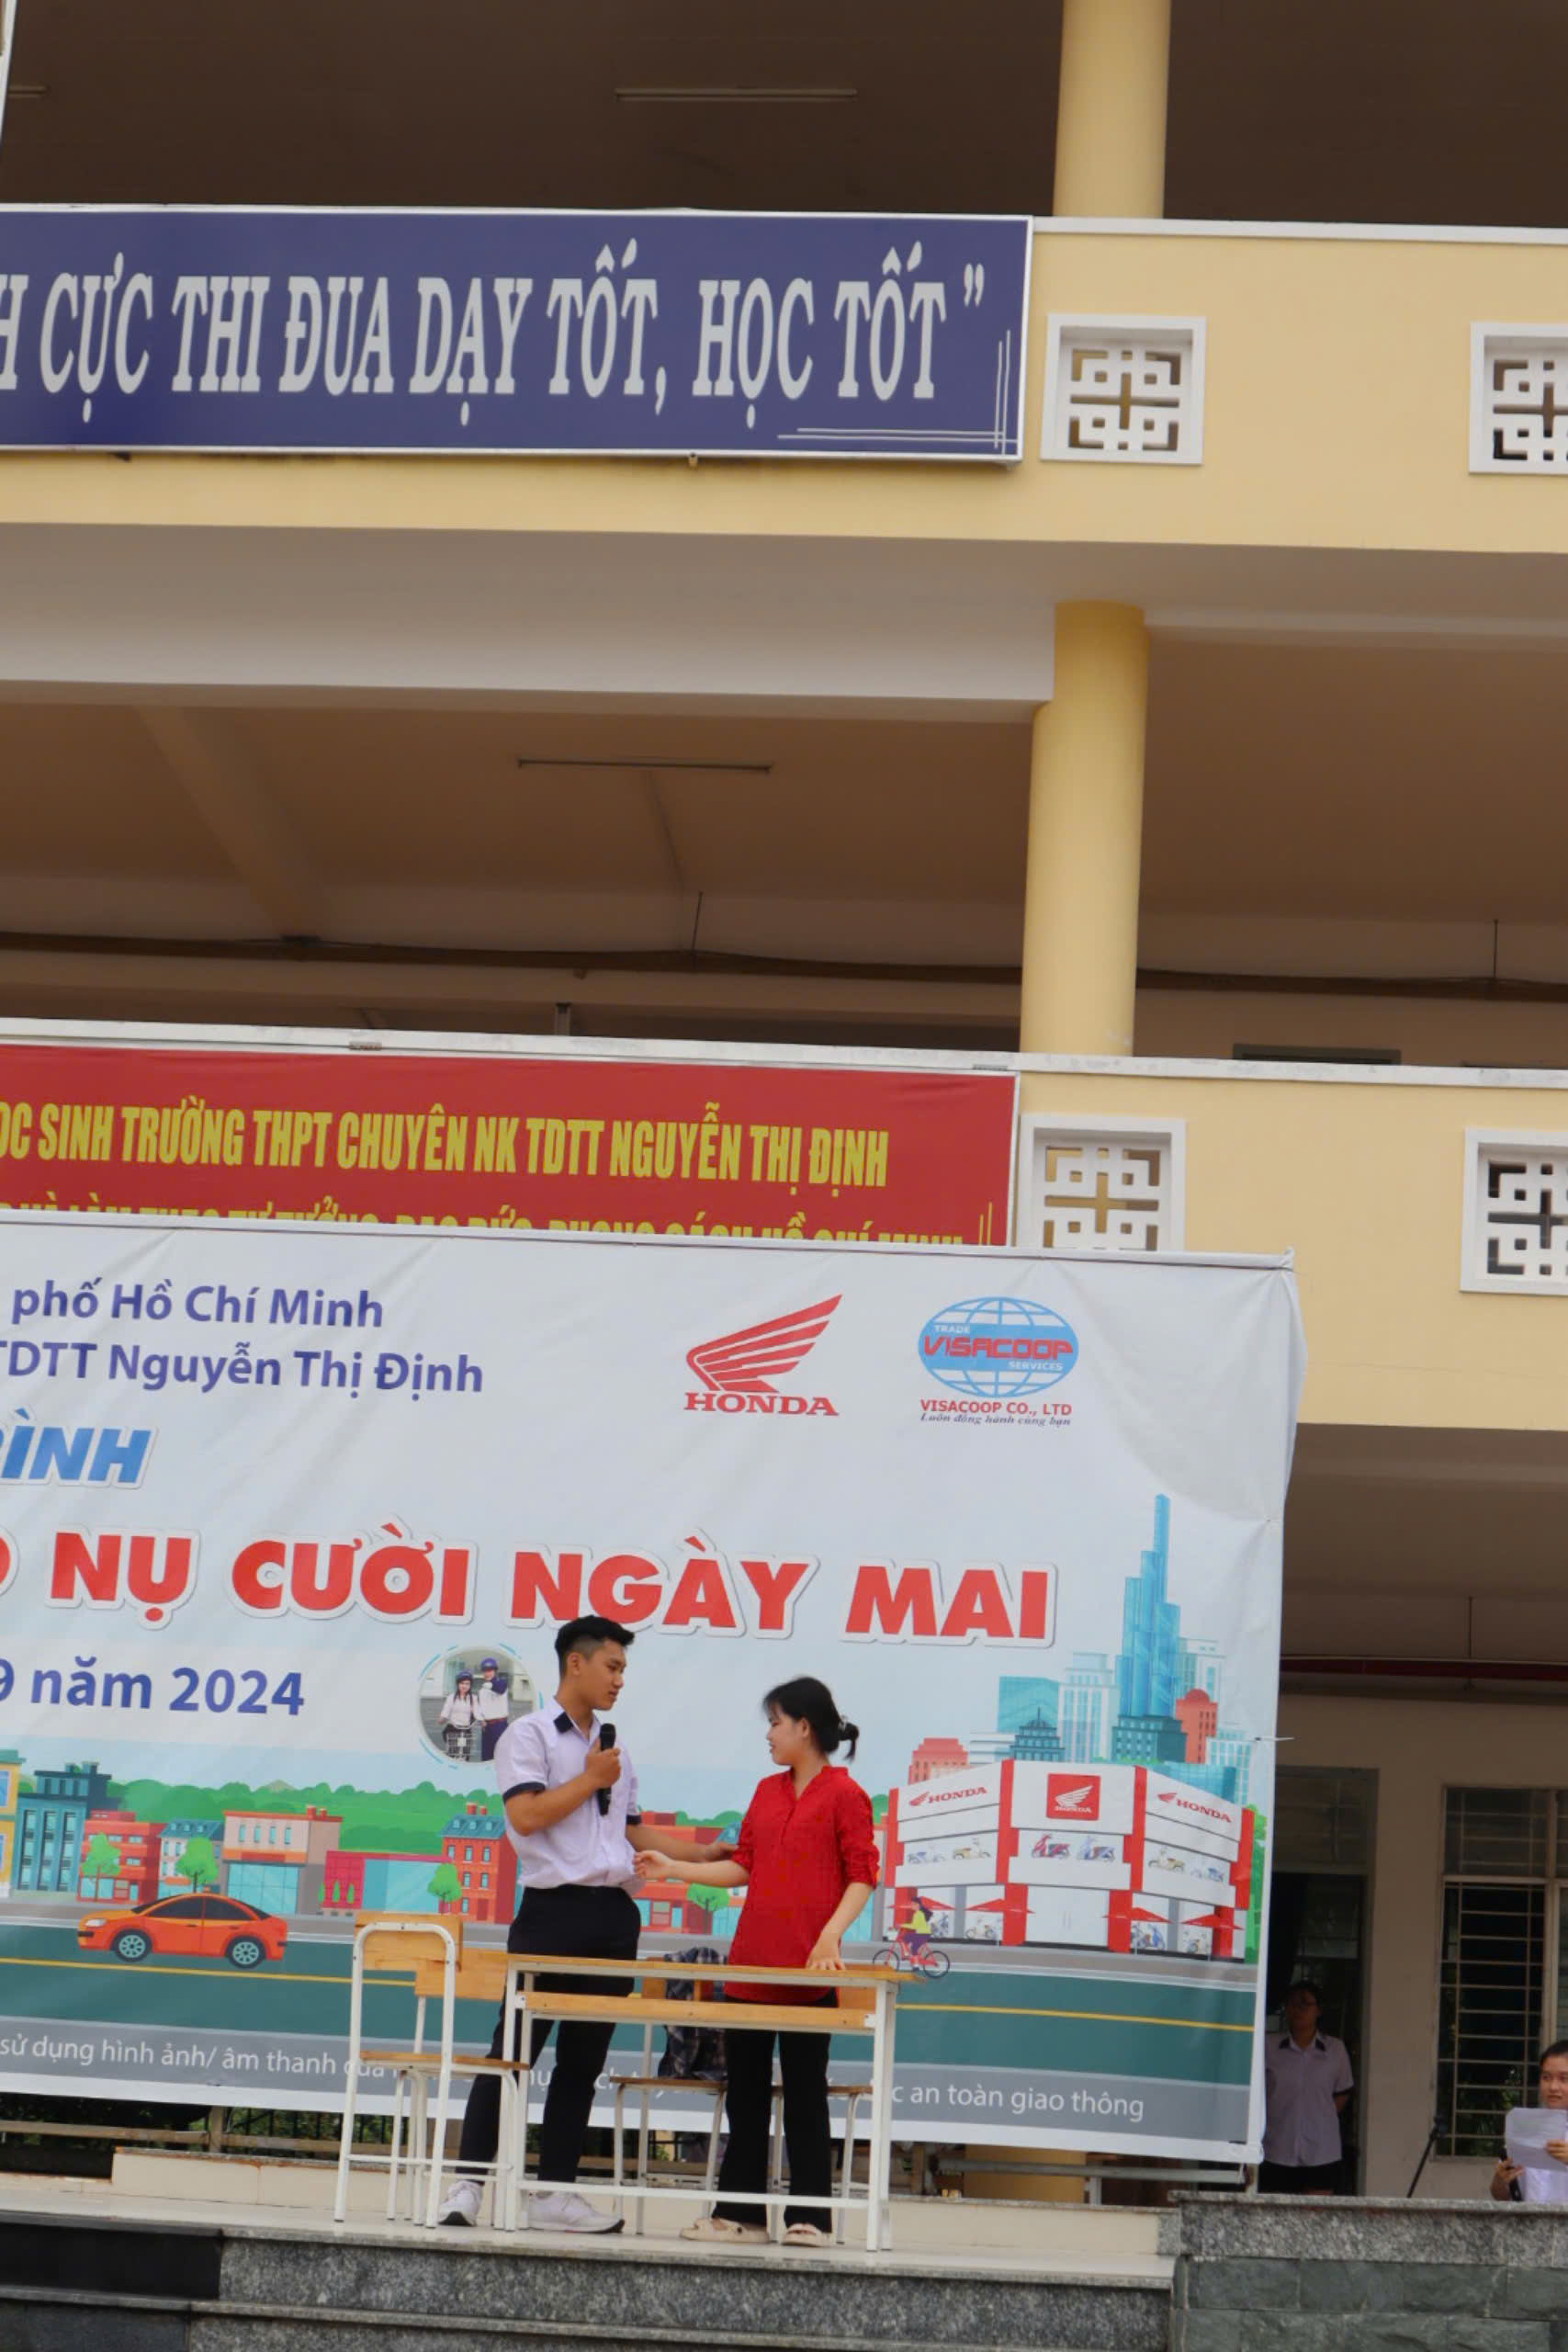 CỰC THI ĐUA DẠY TỐT, HỌC TỐT”
SINH TRƯỜNG THPT CHUYÊN NK TDTT NGUYỄN THỊ ĐỊNH
phố Hồ Chí Minh
TDTT Nguyễn Thị Định
HONDA
TRADE
VISACOOP
SERVICES
VISACOOP CO., LTD
Luôn đồng hành cùng bạn
NỤ CƯỜI NGÀY MAI
9 năm 2024
HONDA
HONDA
HONDA
sử dụng hình ảnh/ âm thanh của
an toàn giao thông